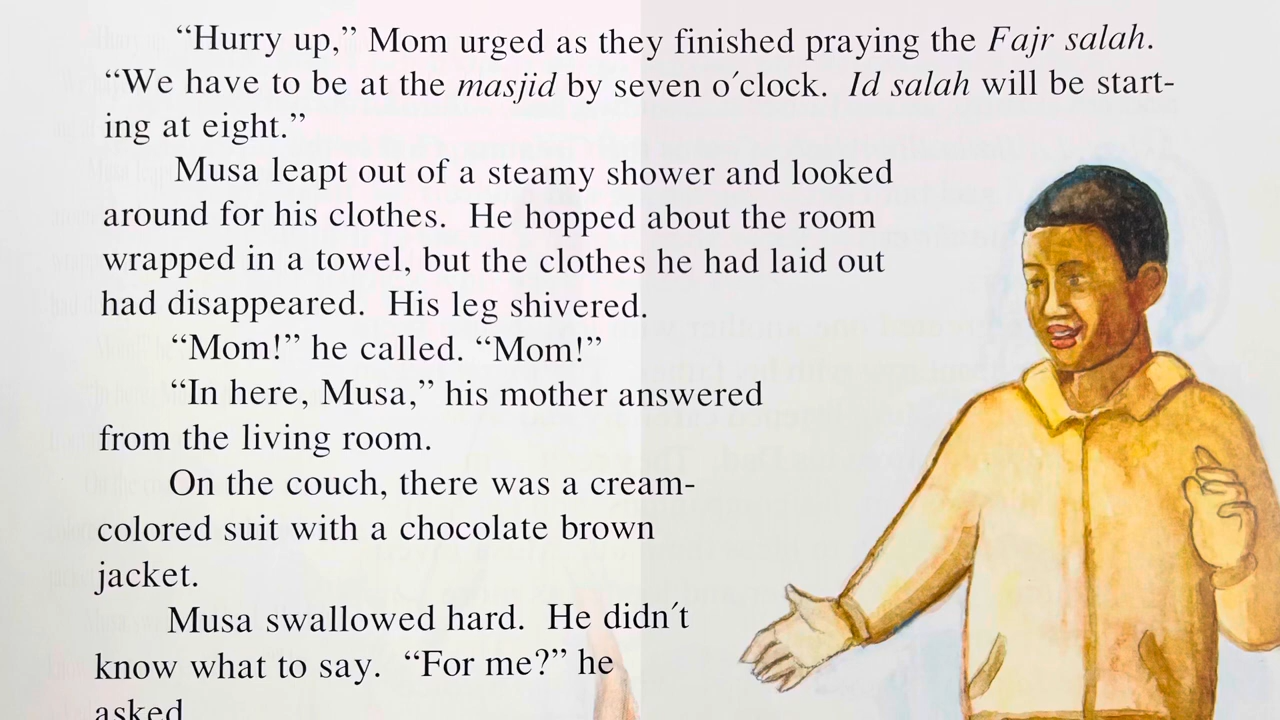 “Hurry up,” Mom urged as they finished praying the Fajr salah.
“We have to be at the masjid by seven o′clock. Id salah will be start-
ing at eight.”
Musa leapt out of a steamy shower and looked
around for his clothes. He hopped about the room
wrapped in a towel, but the clothes he had laid out
had disappeared. His leg shivered.
“Mom!” he called. “Mom!”
“In here, Musa,” his mother answered
from the living room.
On the couch, there was a cream-
colored suit with a chocolate brown
jacket.
Musa swallowed hard. He didn′t
know what to say. “For me?” he
asked